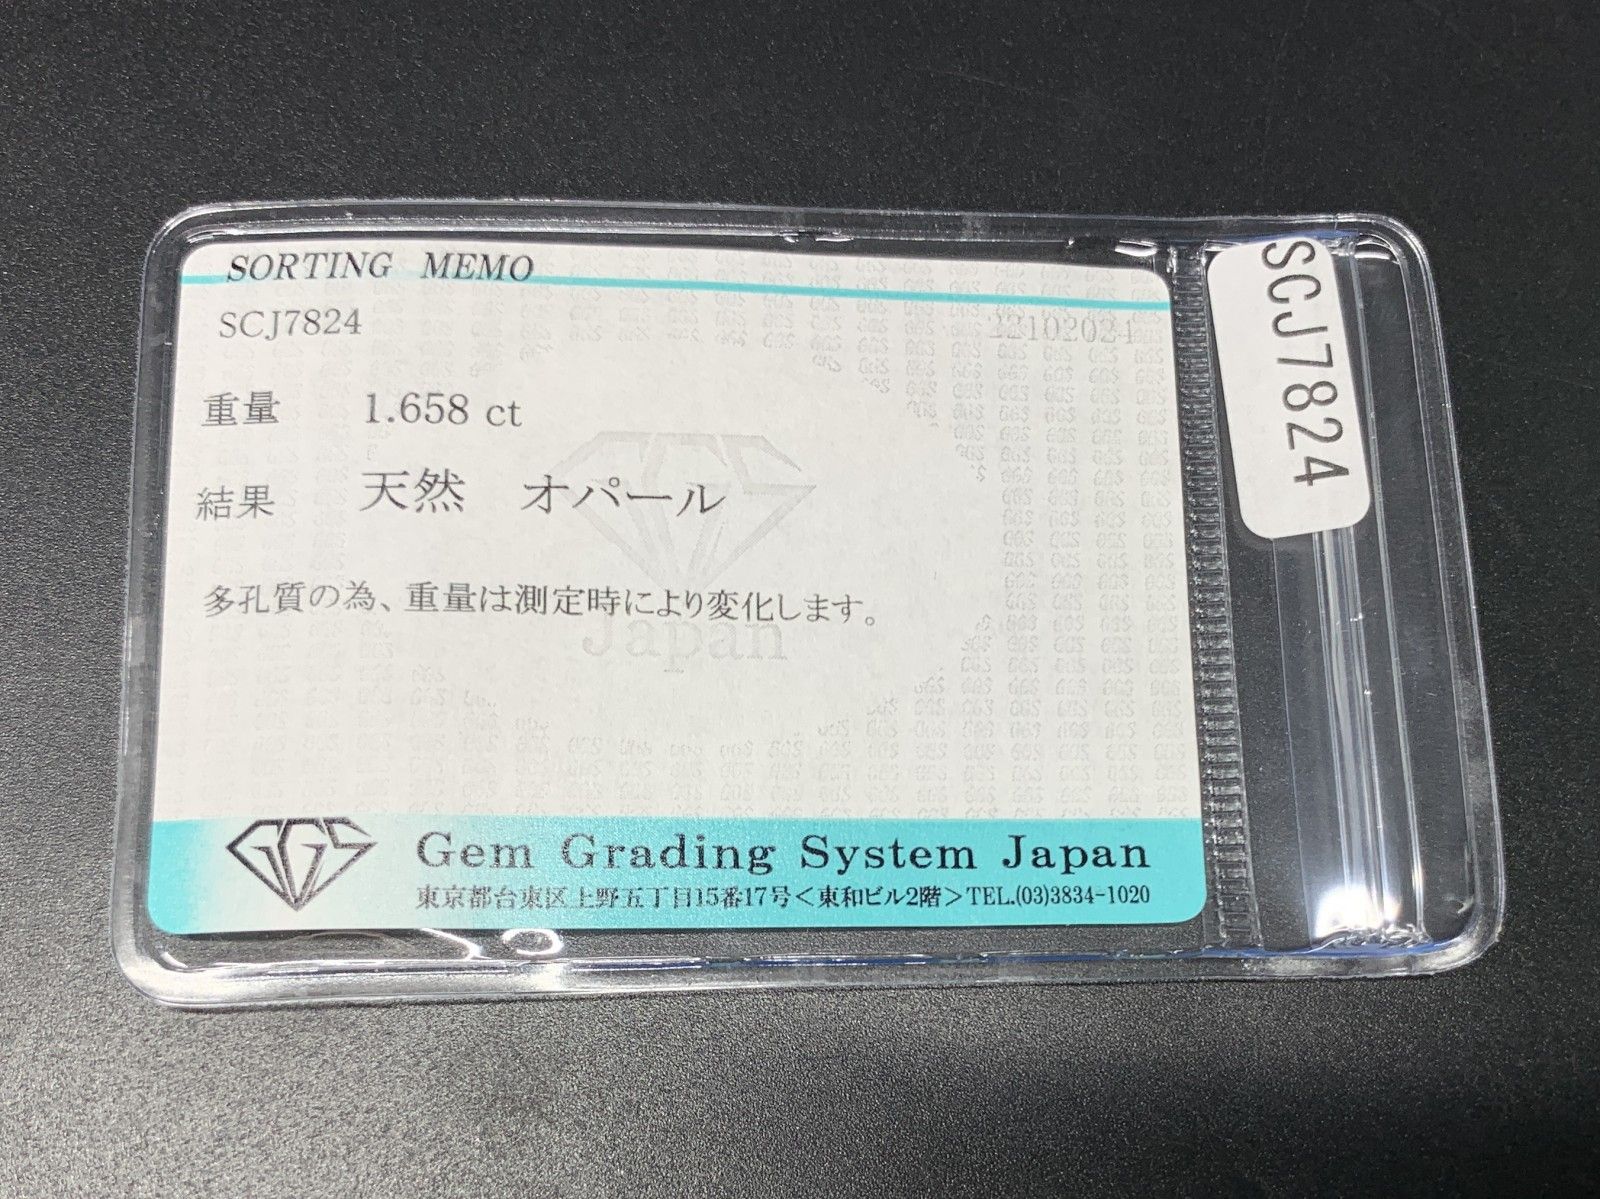 SORTING MEMO
SCJ7824
重量 1.658 ct
結果 天然 オパール
多孔質の為、重量は測定時により変化します。
Japan
GGS Gem Grading System Japan
東京都台東区上野五丁目15番17号<東和ビル2階>TEL.(03)3834-1020
SCJ7824